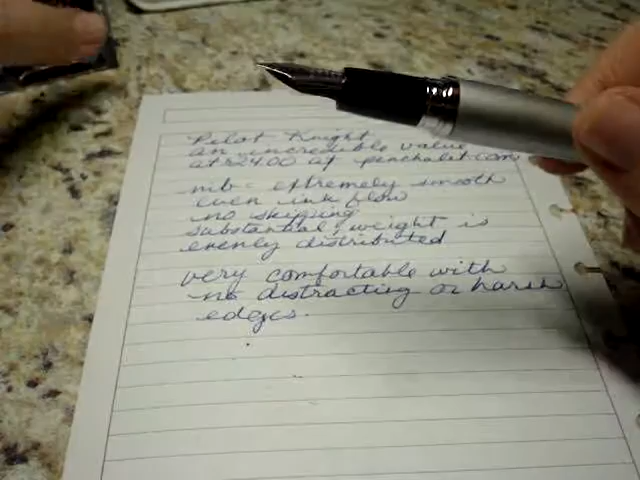 Pilot Knight
an incredible value
at $24.00 at penchalet.com
nib - extremely smooth
even ink flow
no skipping
substantial, weight is
evenly distributed
very comfortable with
no distracting or harsh
edges.